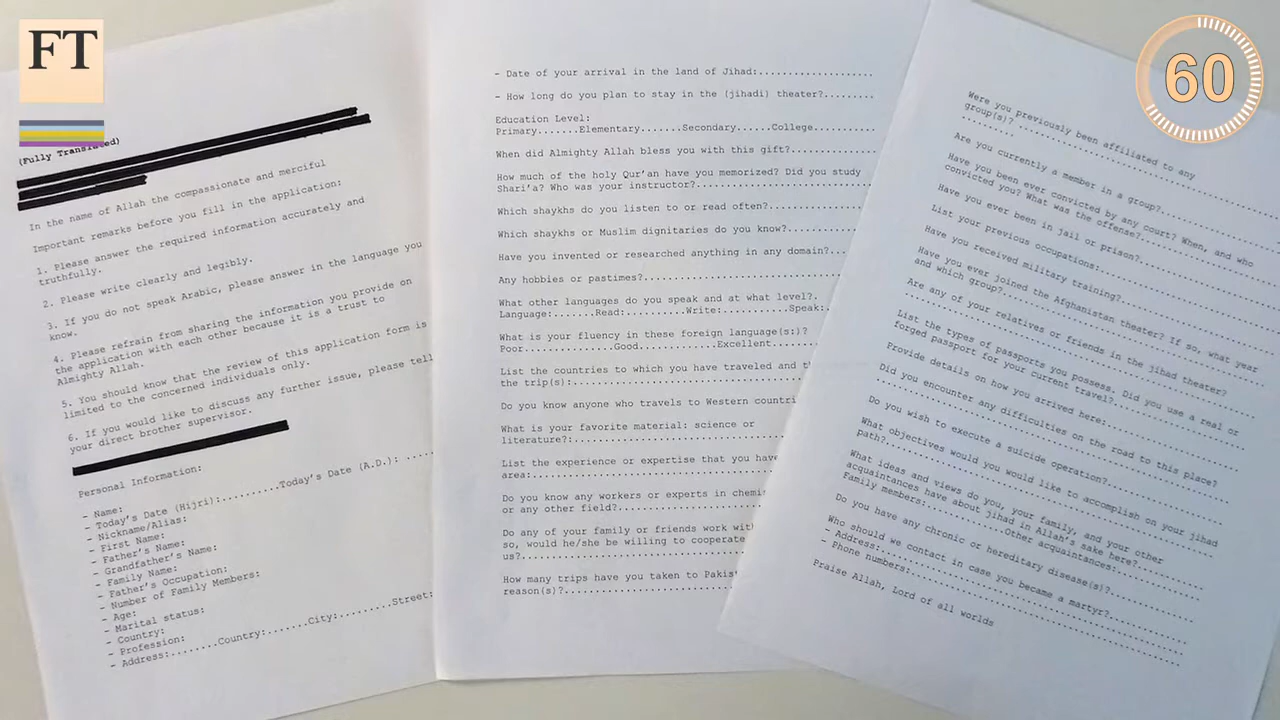 FT
60
(Fully Translated)
In the name of Allah the compassionate and merciful
Important remarks before you fill in the application:
1. Please answer the required information accurately and
truthfully.
2. Please write clearly and legibly.
3. If you do not speak Arabic, please answer in the language you
know.
4. Please refrain from sharing the information you provide on
the application with each other because it is a trust to
Almighty Allah.
5. You should know that the review of this application form is
limited to the concerned individuals only.
6. If you would like to discuss any further issue, please tell
your direct brother supervisor.
Personal Information:
- Name:
- Today's Date (Hijri):.........Today's Date (A.D.): .....
- Nickname/Alias:
- First Name:
- Father's Name:
- Grandfather's Name:
- Family Name:
- Father's Occupation:
- Number of Family Members:
- Age:
- Marital status:
- Country:
- Profession:
- Address:........Country:.......City:.........Street:
- Date of your arrival in the land of Jihad:...................
- How long do you plan to stay in the (jihadi) theater?.........
Education Level:
Primary.......Elementary.......Secondary......College..........
When did Almighty Allah bless you with this gift?..............
How much of the holy Qur'an have you memorized? Did you study
Shari'a? Who was your instructor?...........................
Which shaykhs do you listen to or read often?................
Which shaykhs or Muslim dignitaries do you know?............
Have you invented or researched anything in any domain?...
Any hobbies or pastimes?............................
What other languages do you speak and at what level?.
Language:.......Read:..........Write:..........Speak:
What is your fluency in these foreign language(s:)?
Poor.............Good............Excellent.......
List the countries to which you have traveled and
the trip(s):.................................
Do you know anyone who travels to Western
What is your favorite material: science or
literature?:..............................
List the experience or expertise that you have
area:.....................................
Do you know any workers or experts in
or any other field?.......................
Do any of your family or friends work
so, would he/she be willing to cooperate
us?....................................
How many trips have you taken to
reason(s)?.............................
Were you previously been affiliated to any
group(s)? ..........................................
Are you currently a member in a group?..................
Have you been ever convicted by any court? When, and who
convicted you? What was the offense?....................
Have you ever been in jail or prison?...................
List your previous occupations:.........................
Have you received military training?....................
Have you ever joined the Afghanistan theater? If so, what year
and which group?........................................
Are any of your relatives or friends in the jihad theater?
........................................................
List the types of passports you possess. Did you use a real or
forged passport for your current travel?................
Provide details on how you arrived here:................
Did you encounter any difficulties on the road to this place?
........................................................
Do you wish to execute a suicide operation?.............
What objectives would you would like to accomplish on your jihad
path?...................................................
What ideas and views do you, your family, and your other
acquaintances have about jihad in Allah's sake here?
Family members:............Other acquaintances:.........
Do you have any chronic or hereditary disease(s)?.......
Who should we contact in case you became a martyr?......
- Address:..............................................
- Phone numbers:........................................
Praise Allah, Lord of all worlds